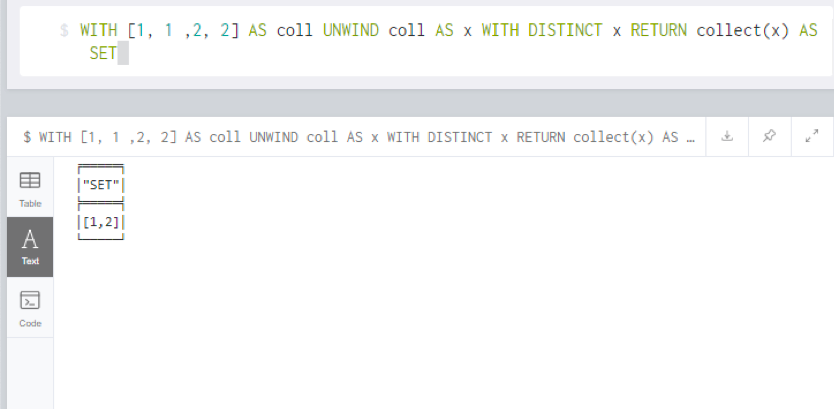 $ WITH [1, 1 ,2, 2] AS coll UNWIND coll AS x WITH DISTINCT x RETURN collect(x) AS
SET
$ WITH [1, 1 ,2, 2] AS coll UNWIND coll AS x WITH DISTINCT x RETURN collect(x) AS …
Table
"SET"
[1,2]
A
Text
Code